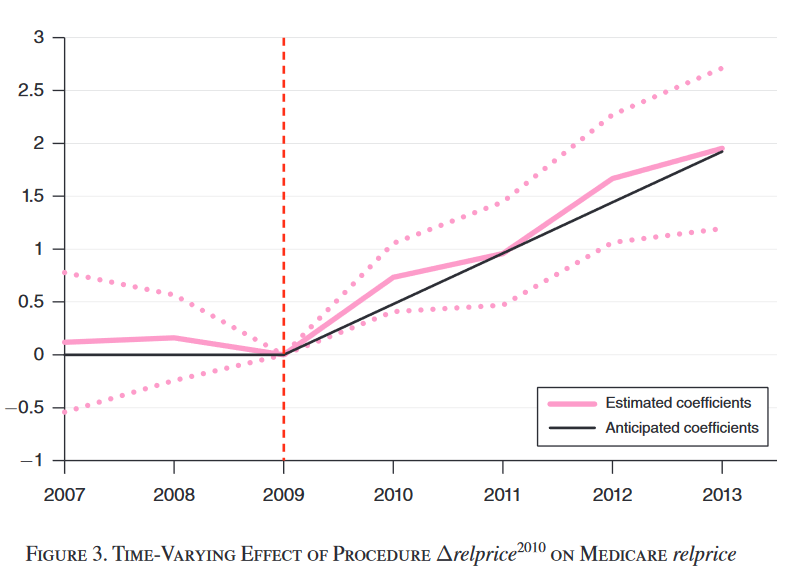 3
2.5
2
1.5
1
0.5
0
−0.5
−1
2007 2008 2009 2010 2011 2012 2013
Estimated coefficients
Anticipated coefficients
FIGURE 3. TIME-VARYING EFFECT OF PROCEDURE Δrelprice²⁰¹⁰ ON MEDICARE relprice